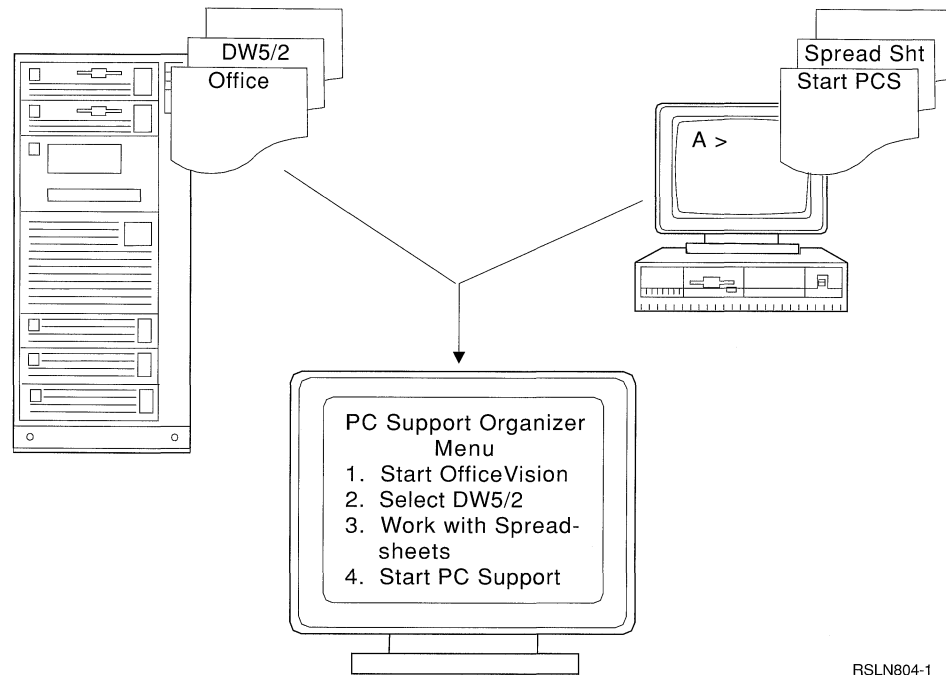 DW5/2
Office
Spread Sht
Start PCS
A >
PC Support Organizer
Menu
1. Start OfficeVision
2. Select DW5/2
3. Work with Spread-
sheets
4. Start PC Support
RSLN804-1